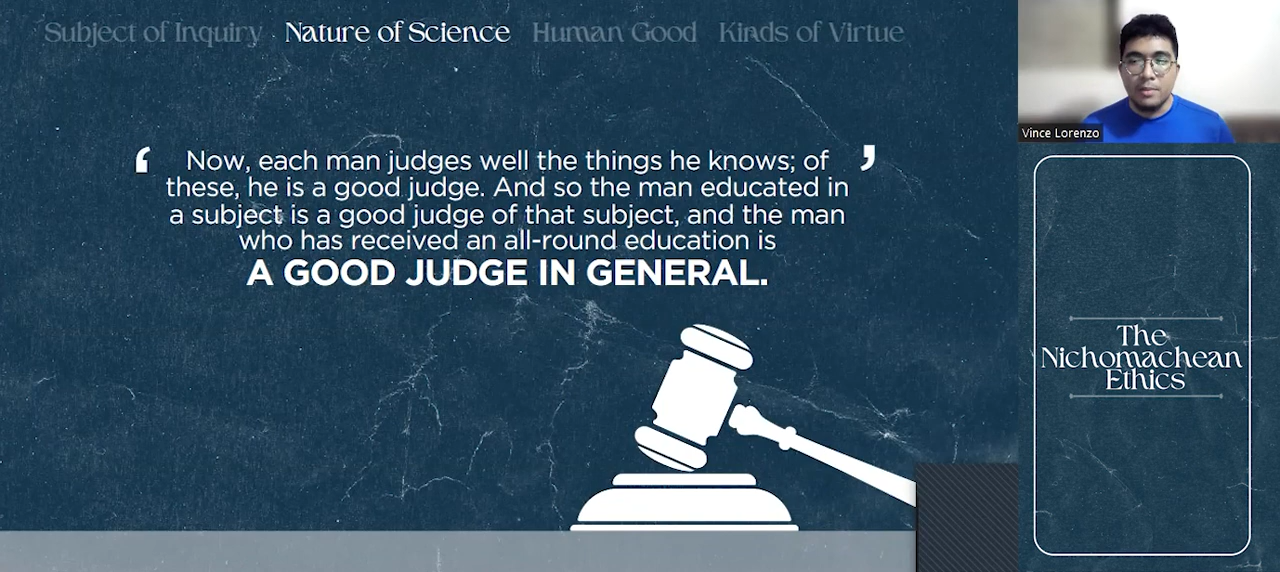 Subject of Inquiry Nature of Science Human Good Kinds of Virtue
‘ Now, each man judges well the things he knows; of ’
these, he is a good judge. And so the man educated in
a subject is a good judge of that subject, and the man
who has received an all-round education is
A GOOD JUDGE IN GENERAL.
Vince Lorenzo
The
Nichomachean
Ethics